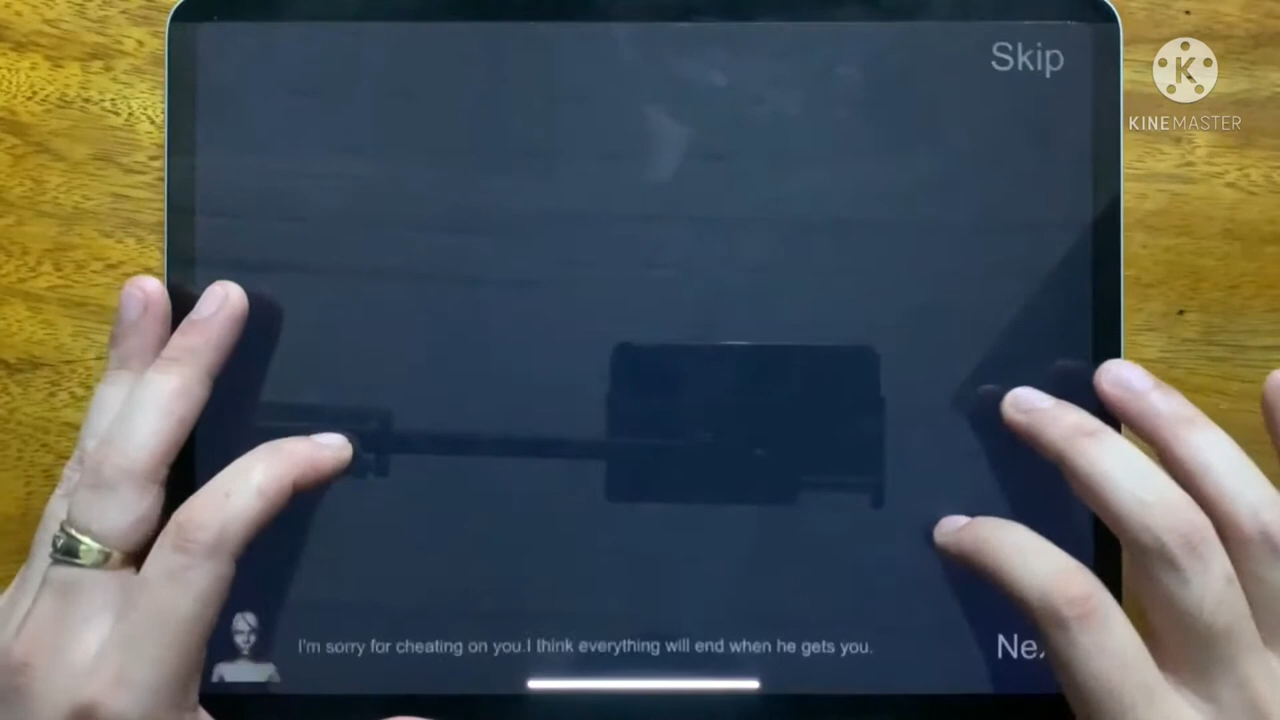 Skip
K
KINEMASTER
I'm sorry for cheating on you.I think everything will end when he gets you.